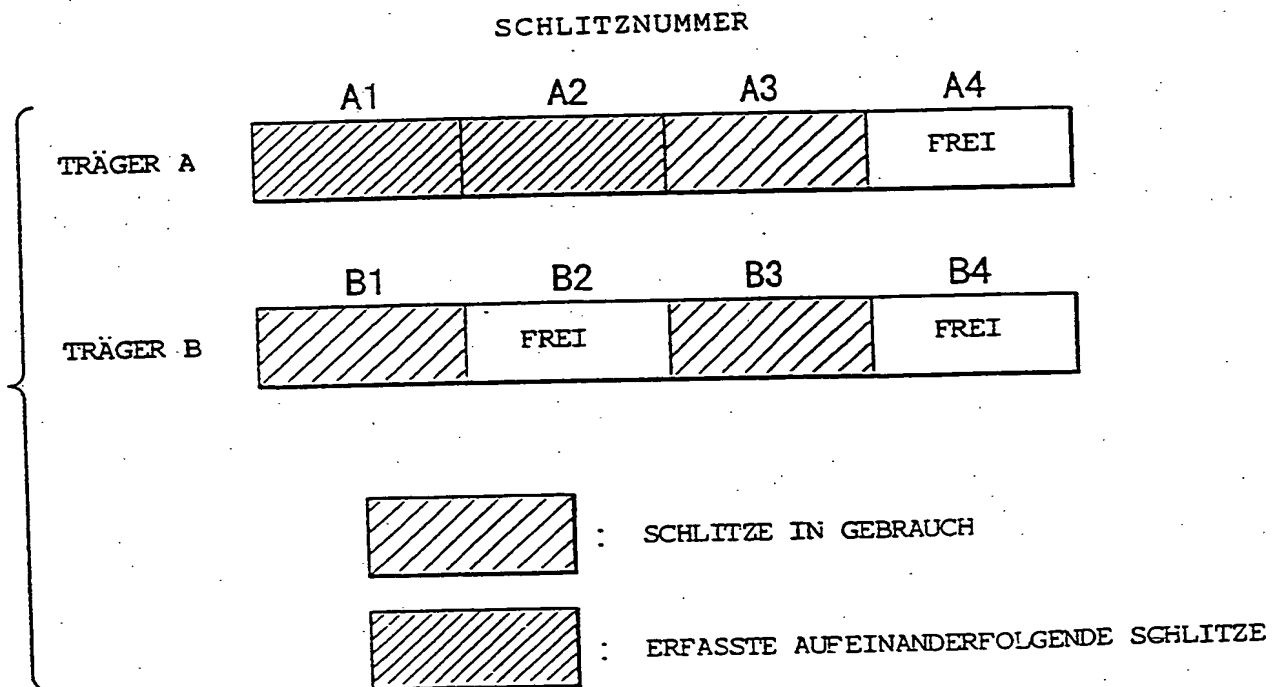 SCHLITZNUMMER
A1 A2 A3 A4
TRÄGER A FREI
B1 B2 B3 B4
TRÄGER B FREI FREI
: SCHLITZE IN GEBRAUCH
: ERFASSTE AUFEINANDERFOLGENDE SCHLITZE